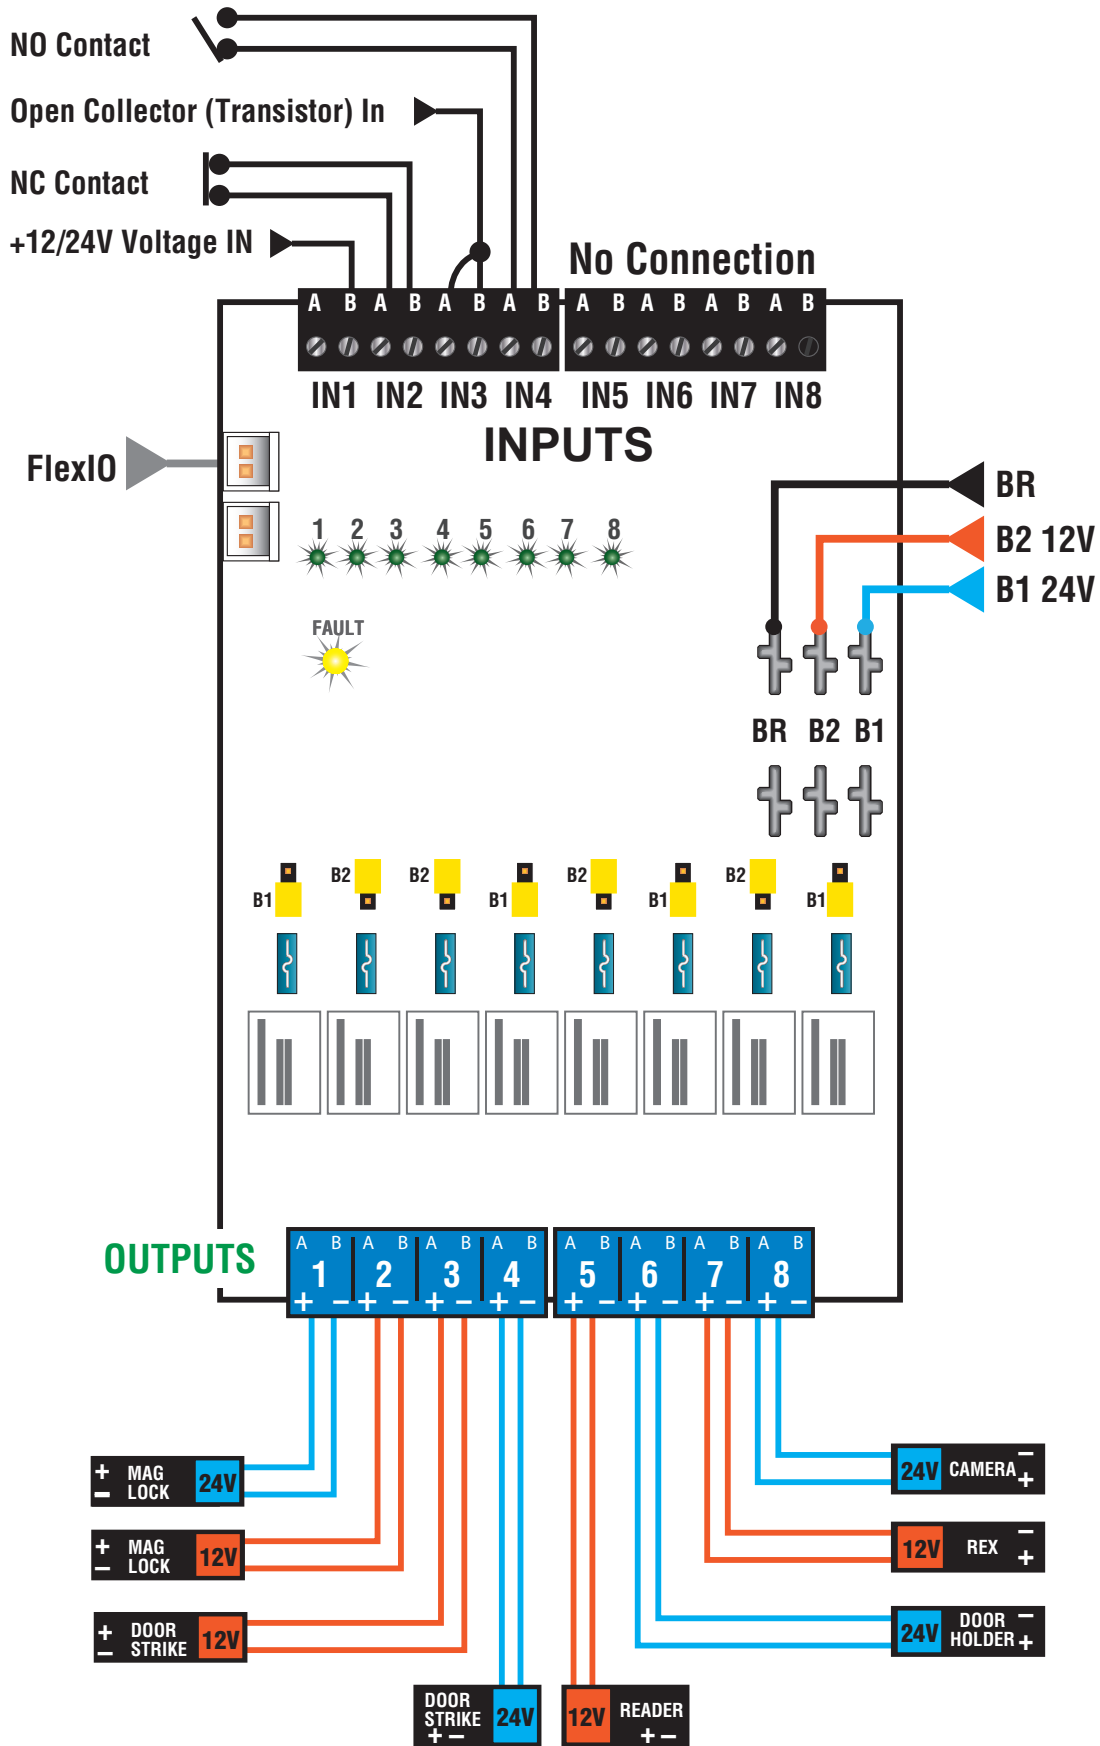 NO Contact
Open Collector (Transistor) In
NC Contact
+12/24V Voltage IN
No Connection
A B A B A B A B A B A B A B A B
IN1 IN2 IN3 IN4 IN5 IN6 IN7 IN8
INPUTS
FlexIO
BR
B2 12V
B1 24V
1 2 3 4 5 6 7 8
FAULT
BR B2 B1
B1 B2 B2 B1 B2 B1 B2 B1
OUTPUTS
A B A B A B A B A B A B A B A B
1 2 3 4 5 6 7 8
+ − + − + − + − + − + − + − + −
+ − MAG LOCK 24V
+ − MAG LOCK 12V
+ − DOOR STRIKE 12V
DOOR STRIKE + − 24V
12V READER + −
24V CAMERA − +
12V REX − +
24V DOOR HOLDER − +